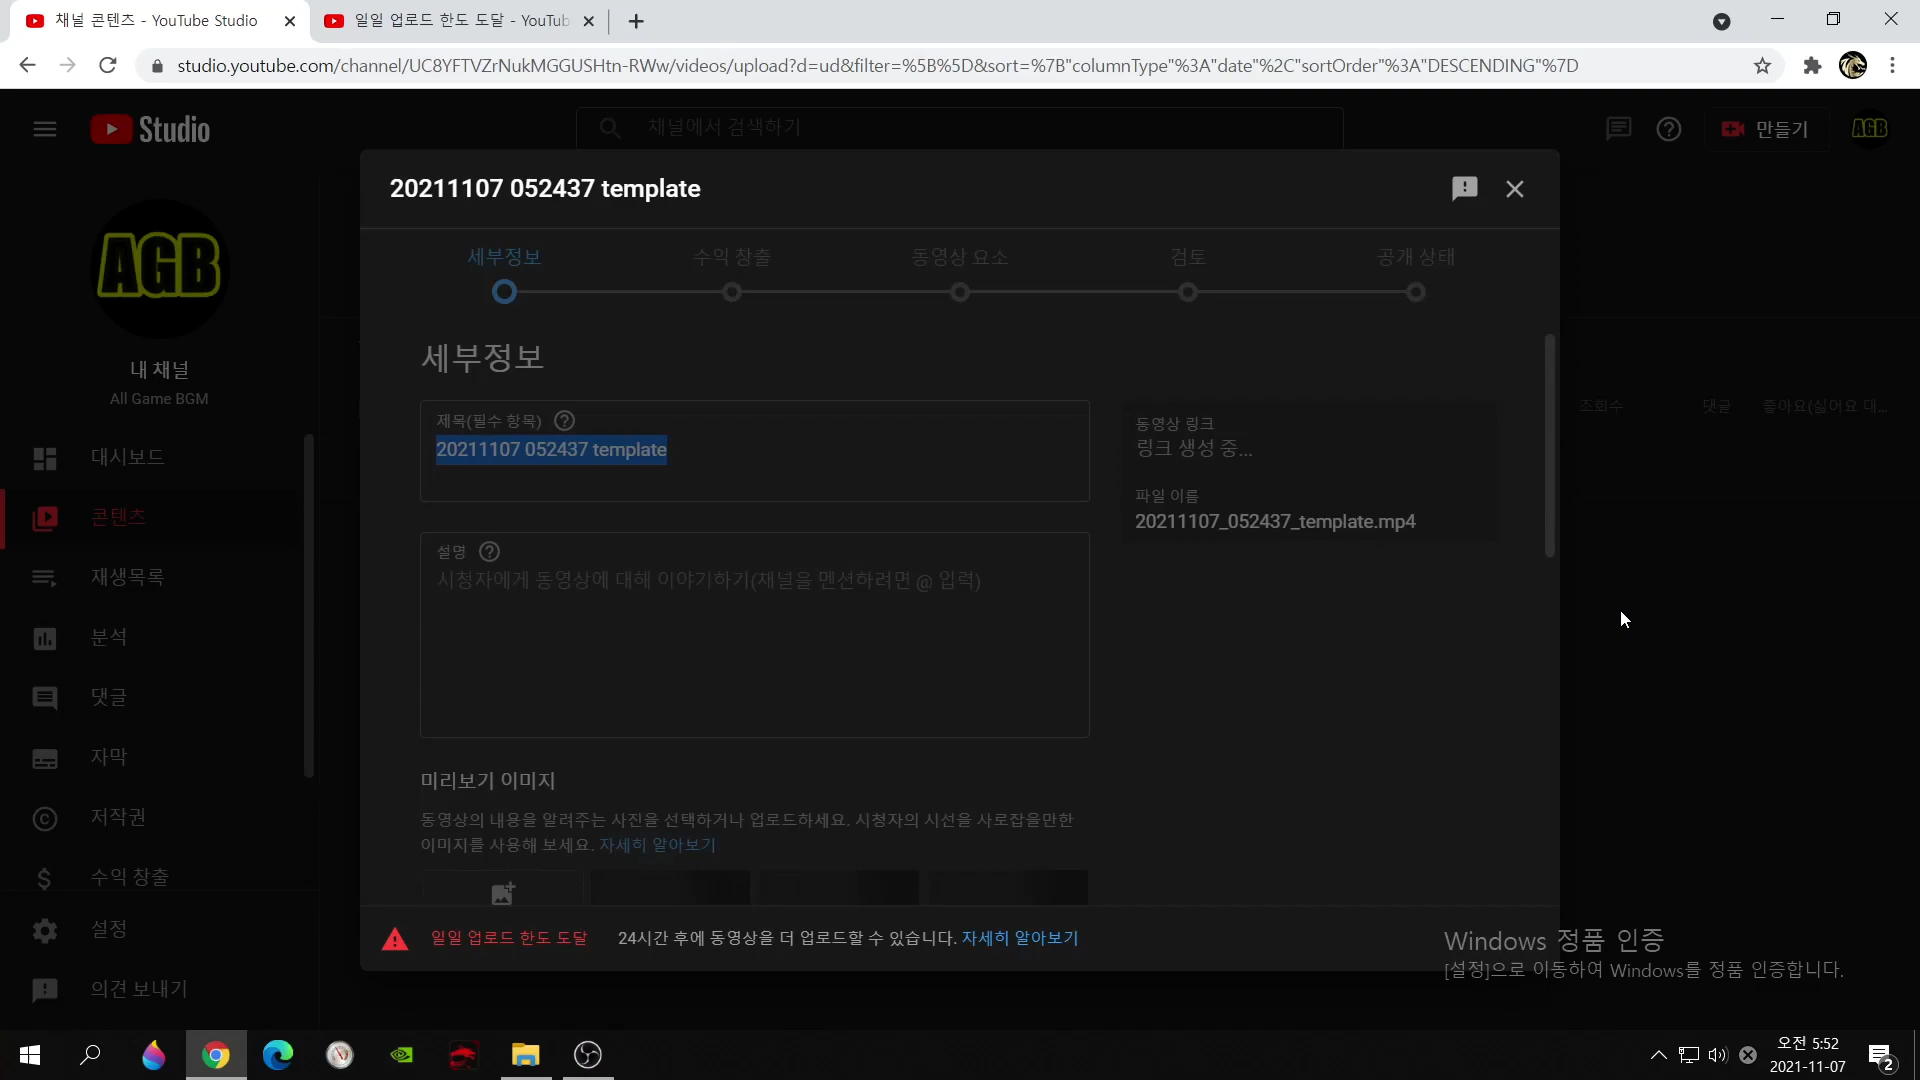 채널 콘텐츠 - YouTube Studio
일일 업로드 한도 도달 - YouTub
studio.youtube.com/channel/UC8YFTVZrNukMGGUSHtn-RWw/videos/upload?d=ud&filter=%5B%5D&sort=%7B"columnType"%3A"date"%2C"sortOrder"%3A"DESCENDING"%7D
Studio
채널에서 검색하기
만들기
AGB
20211107 052437 template
세부정보
수익 창출
동영상 요소
검토
공개 상태
AGB
내 채널
All Game BGM
대시보드
콘텐츠
재생목록
분석
댓글
자막
저작권
수익 창출
설정
의견 보내기
세부정보
제목(필수 항목)
20211107 052437 template
설명
시청자에게 동영상에 대해 이야기하기(채널을 멘션하려면 @ 입력)
미리보기 이미지
동영상의 내용을 알려주는 사진을 선택하거나 업로드하세요. 시청자의 시선을 사로잡을만한
이미지를 사용해 보세요. 자세히 알아보기
동영상 링크
링크 생성 중...
파일 이름
20211107_052437_template.mp4
조회수
댓글
좋아요(싫어요 대...
일일 업로드 한도 도달
24시간 후에 동영상을 더 업로드할 수 있습니다. 자세히 알아보기
Windows 정품 인증
[설정]으로 이동하여 Windows를 정품 인증합니다.
오전 5:52
2021-11-07
2